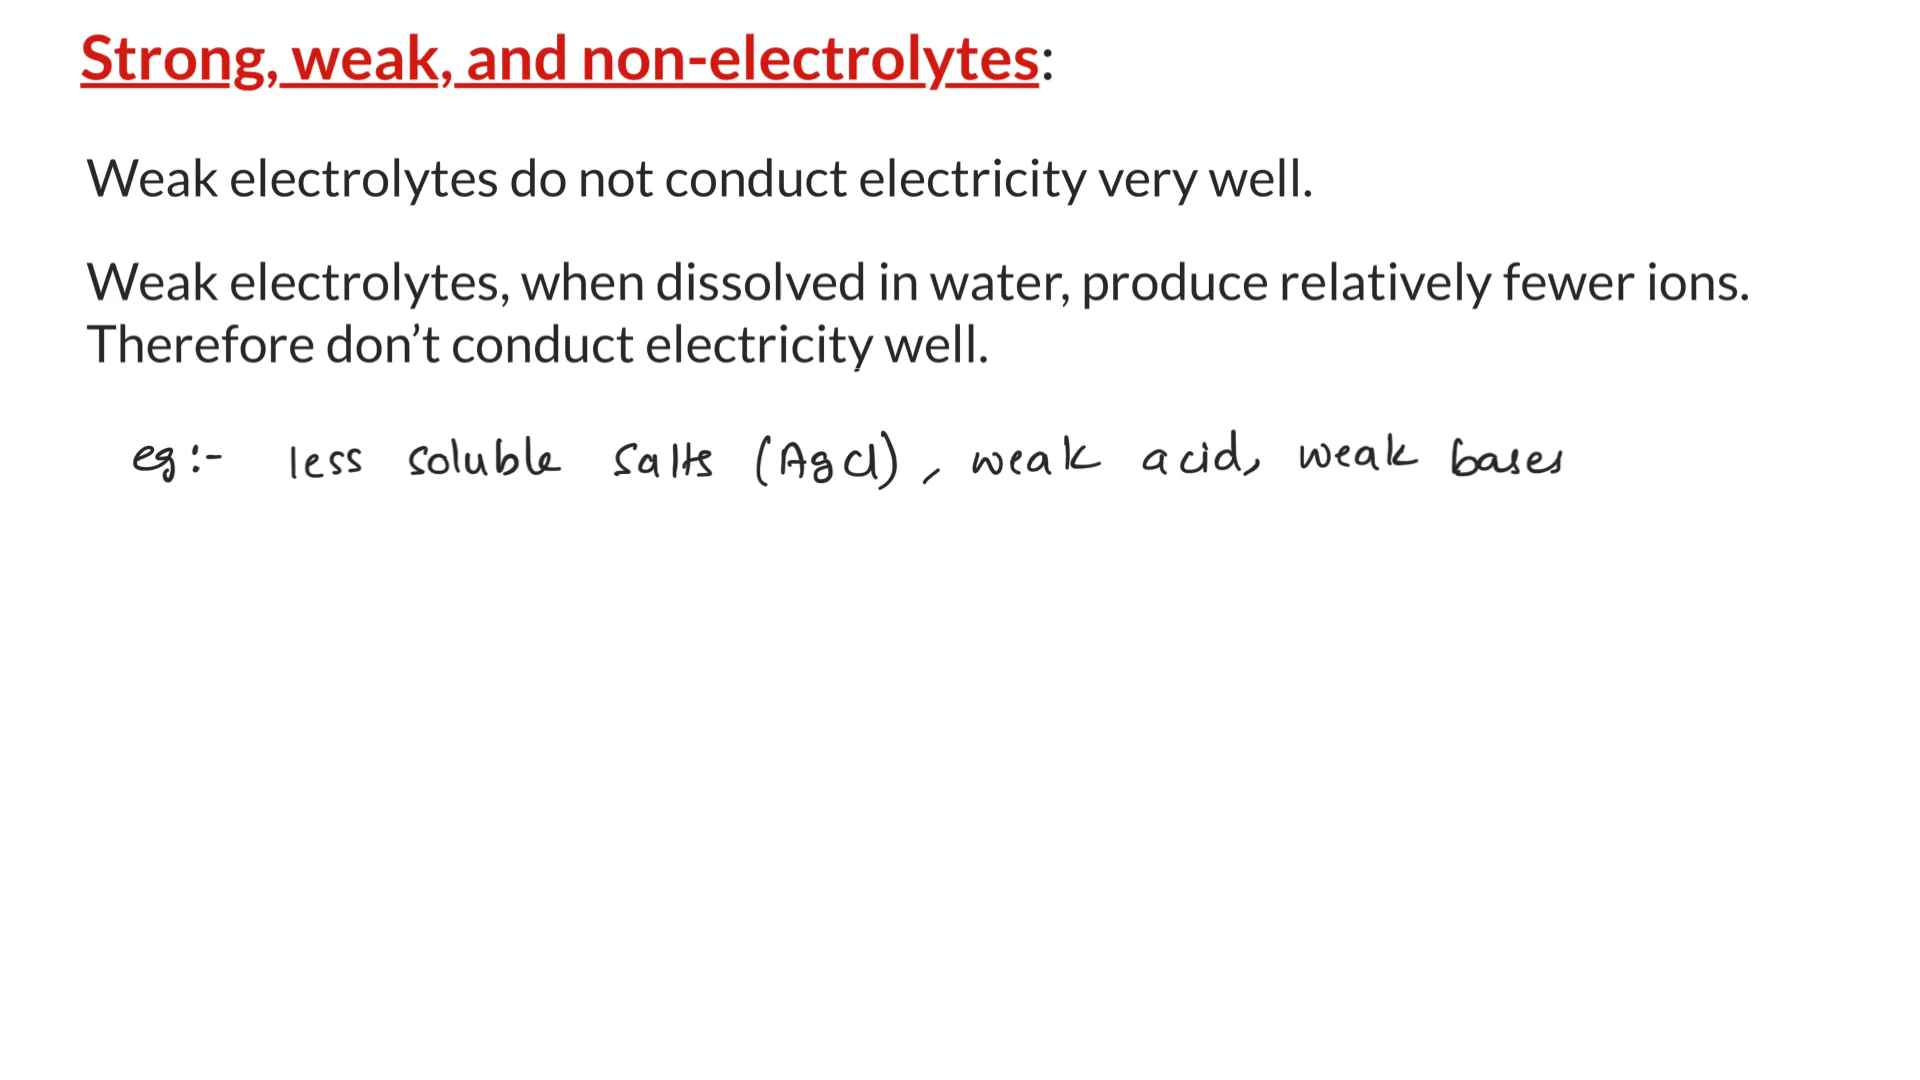 Strong, weak, and non-electrolytes:
Weak electrolytes do not conduct electricity very well.
Weak electrolytes, when dissolved in water, produce relatively fewer ions.
Therefore don't conduct electricity well.
eg:- less soluble salts (AgCl), weak acid, weak bases